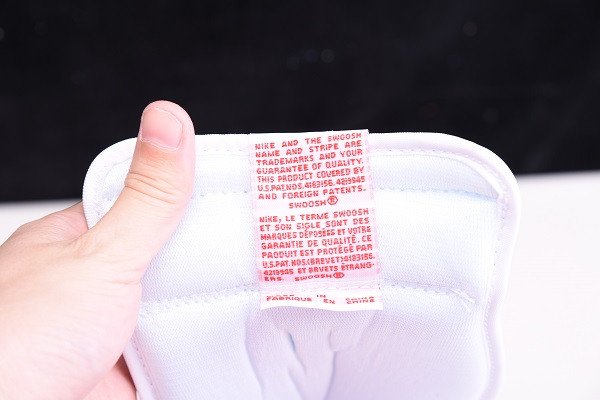 NIKE AND THE SWOOSH
NAME AND STRIPE ARE
TRADEMARKS AND YOUR
GUARANTEE OF QUALITY.
THIS PRODUCT COVERED BY
U.S.PAT.NOS.4183156.4219945
AND FOREIGN PATENTS.
SWOOSH®
NIKE, LE TERME SWOOSH
ET SON SIGLE SONT DES
MARQUES DÉPOSÉES ET VOTRE
GARANTIE DE QUALITÉ. CE
PRODUIT EST PROTÉGÉ PAR
U.S.PAT.NOS.(BREVET)4183156.
4219945 ET BRVETS ÉTRANG-
ERS SWOOSH®
IN CHINA
FABRIQUE EN CHINE